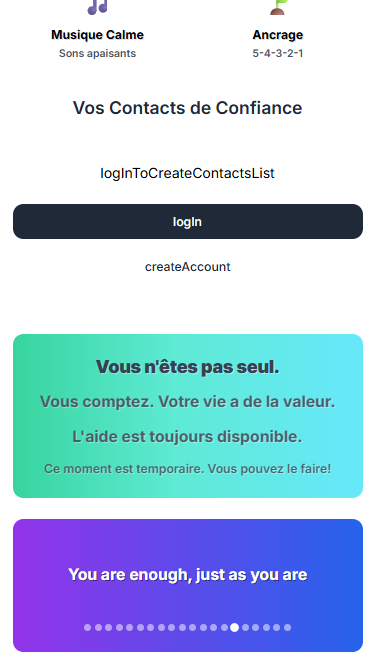 Musique Calme
Sons apaisants
Ancrage
5-4-3-2-1
Vos Contacts de Confiance
logInToCreateContactsList
logIn
createAccount
Vous n'êtes pas seul.
Vous comptez. Votre vie a de la valeur.
L'aide est toujours disponible.
Ce moment est temporaire. Vous pouvez le faire!
You are enough, just as you are